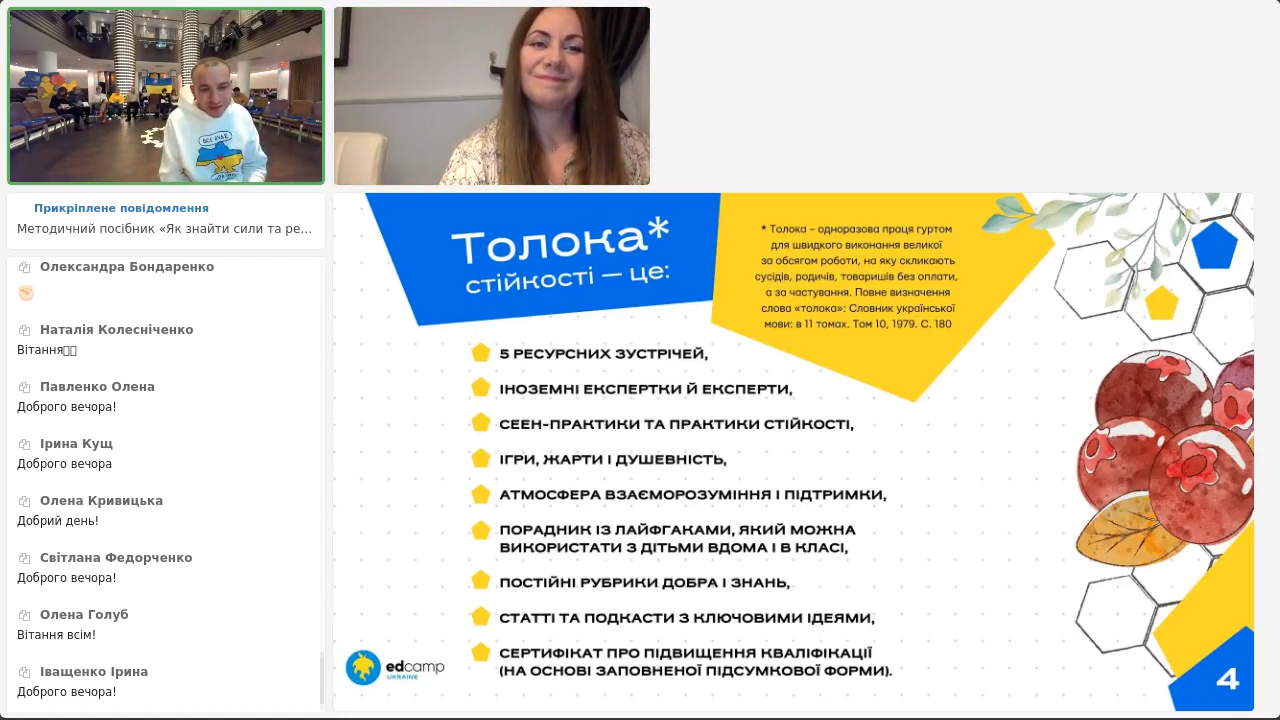 Прикріплене повідомлення
Методичний посібник «Як знайти сили та ре...
Олександра Бондаренко
Наталія Колесніченко
Вітання
Павленко Олена
Доброго вечора!
Ірина Кущ
Доброго вечора
Олена Кривицька
Добрий день!
Світлана Федорченко
Доброго вечора!
Олена Голуб
Вітання всім!
Іващенко Ірина
Доброго вечора!
Толока*
стійкості — це:
* Толока – одноразова праця гуртом
для швидкого виконання великої
за обсягом роботи, на яку скликають
сусідів, родичів, товаришів без оплати,
а за частування. Повне визначення
слова «толока»: Словник української
мови: в 11 томах. Том 10, 1979. С. 180
5 РЕСУРСНИХ ЗУСТРІЧЕЙ,
ІНОЗЕМНІ ЕКСПЕРТКИ Й ЕКСПЕРТИ,
СЕЕН-ПРАКТИКИ ТА ПРАКТИКИ СТІЙКОСТІ,
ІГРИ, ЖАРТИ І ДУШЕВНІСТЬ,
АТМОСФЕРА ВЗАЄМОРОЗУМІННЯ І ПІДТРИМКИ,
ПОРАДНИК ІЗ ЛАЙФГАКАМИ, ЯКИЙ МОЖНА
ВИКОРИСТАТИ З ДІТЬМИ ВДОМА І В КЛАСІ,
ПОСТІЙНІ РУБРИКИ ДОБРА І ЗНАНЬ,
СТАТТІ ТА ПОДКАСТИ З КЛЮЧОВИМИ ІДЕЯМИ,
СЕРТИФІКАТ ПРО ПІДВИЩЕННЯ КВАЛІФІКАЦІЇ
(НА ОСНОВІ ЗАПОВНЕНОЇ ПІДСУМКОВОЇ ФОРМИ).
edcamp
UKRAINE
4